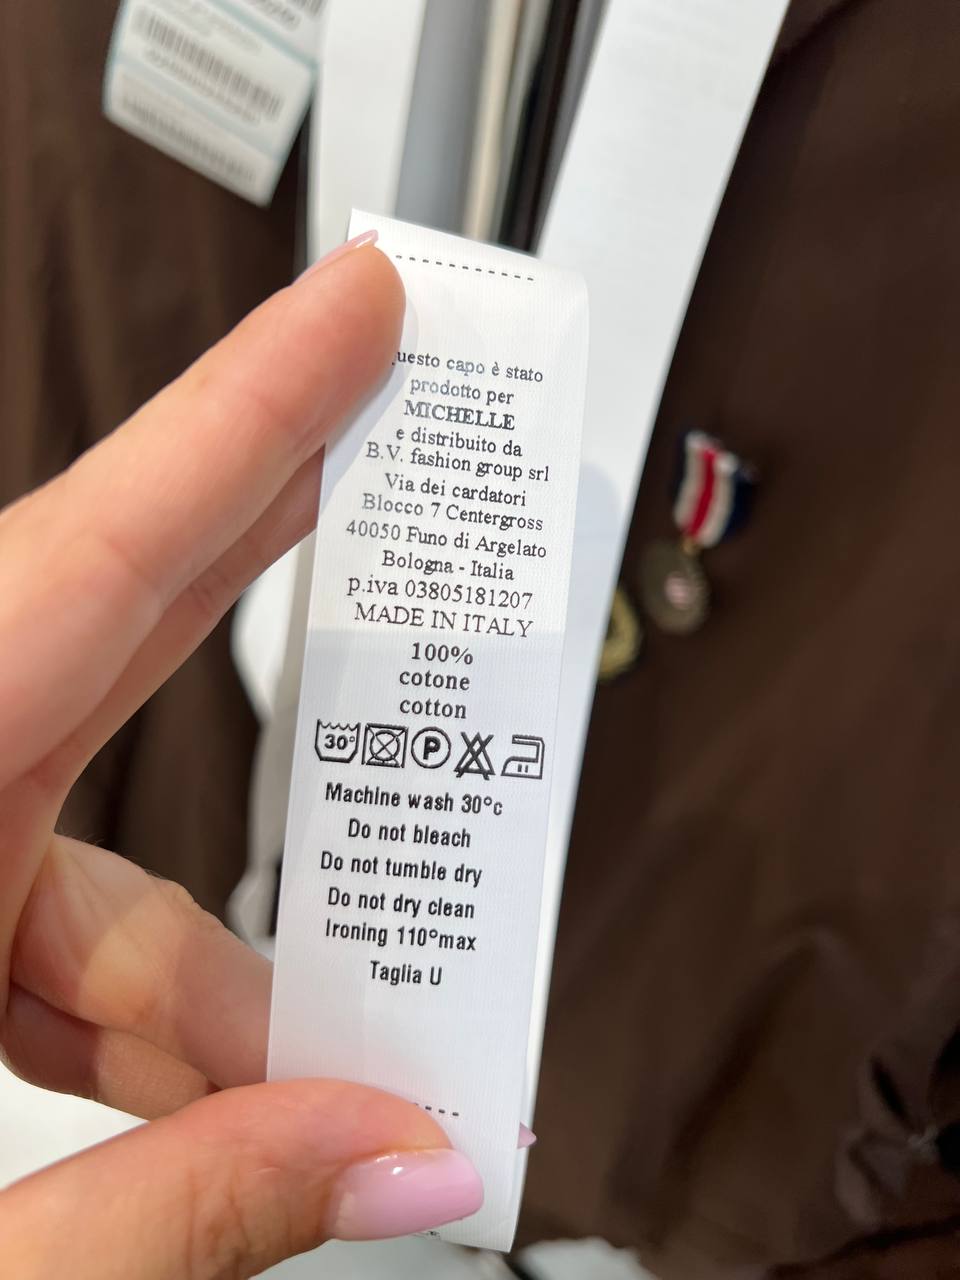 uesto capo è stato
prodotto per
MICHELLE
e distribuito da
B.V. fashion group srl
Via dei cardatori
Blocco 7 Centergross
40050 Funo di Argelato
Bologna - Italia
p.iva 03805181207
MADE IN ITALY
100%
cotone
cotton
30° P
Machine wash 30°c
Do not bleach
Do not tumble dry
Do not dry clean
Ironing 110°max
Taglia U